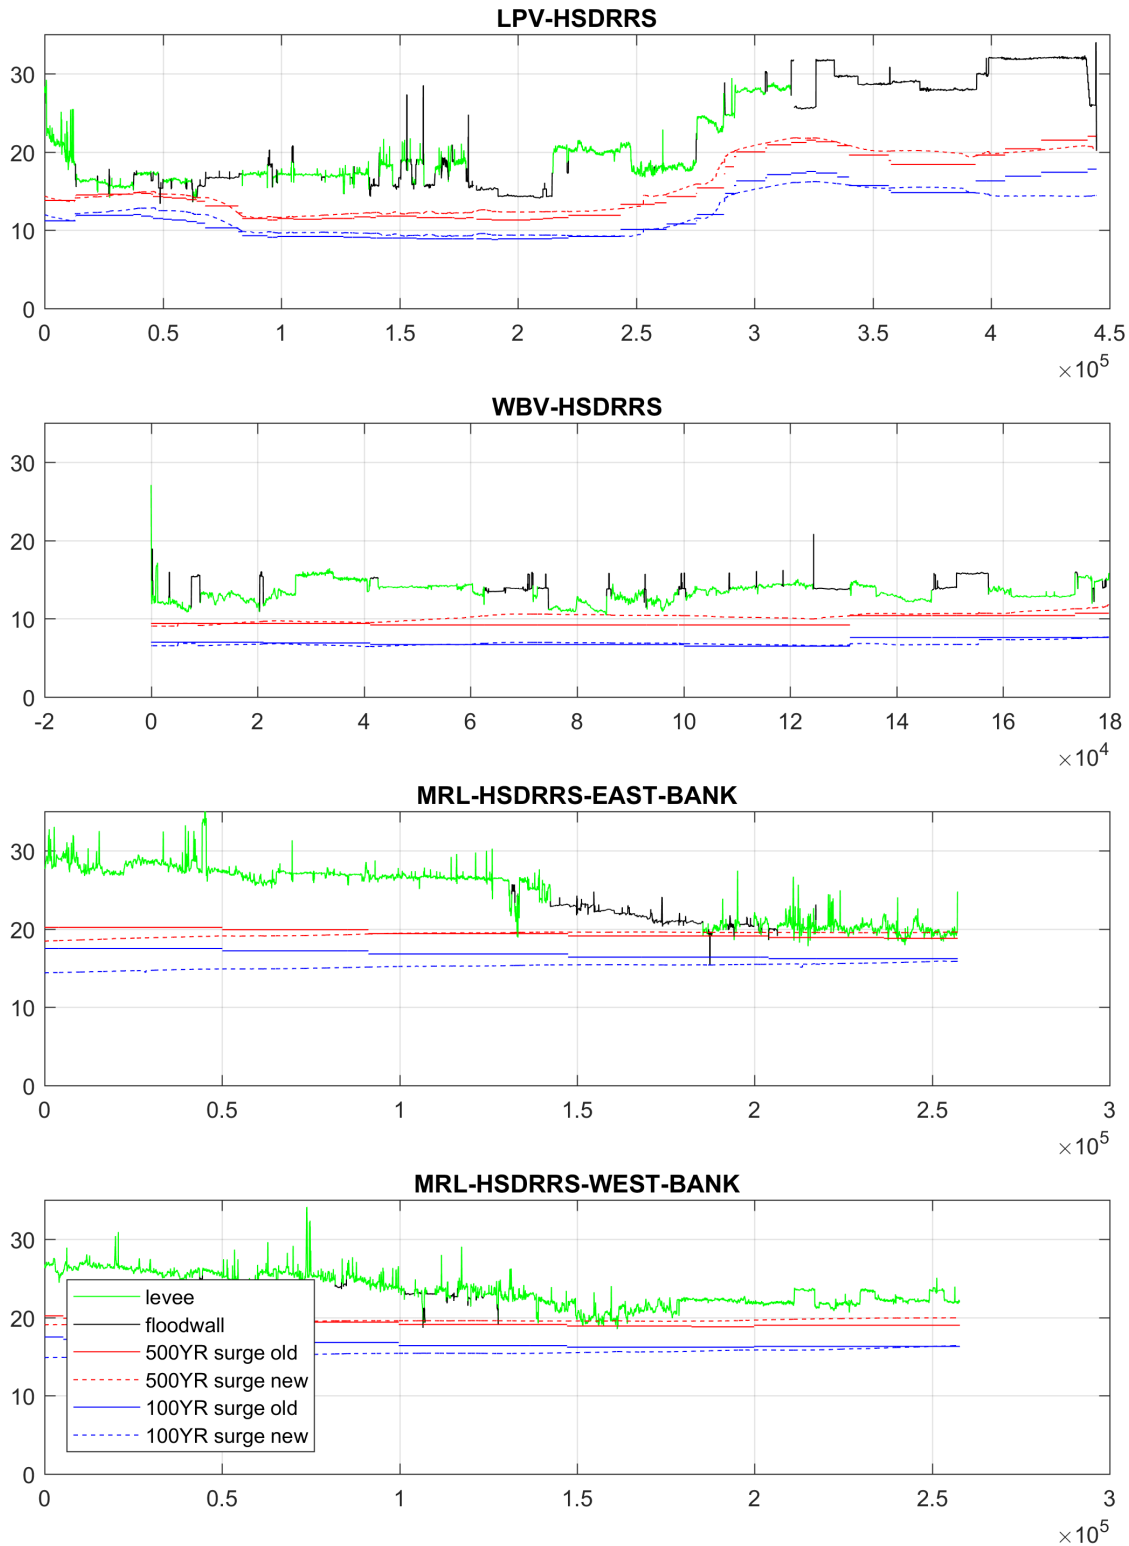 LPV-HSDRRS
30
20
10
0
0 0.5 1 1.5 2 2.5 3 3.5 4 4.5
×10^5
WBV-HSDRRS
30
20
10
0
-2 0 2 4 6 8 10 12 14 16 18
×10^4
MRL-HSDRRS-EAST-BANK
30
20
10
0
0 0.5 1 1.5 2 2.5 3
×10^5
MRL-HSDRRS-WEST-BANK
30
20
10
0
levee
floodwall
500YR surge old
500YR surge new
100YR surge old
100YR surge new
0 0.5 1 1.5 2 2.5 3
×10^5